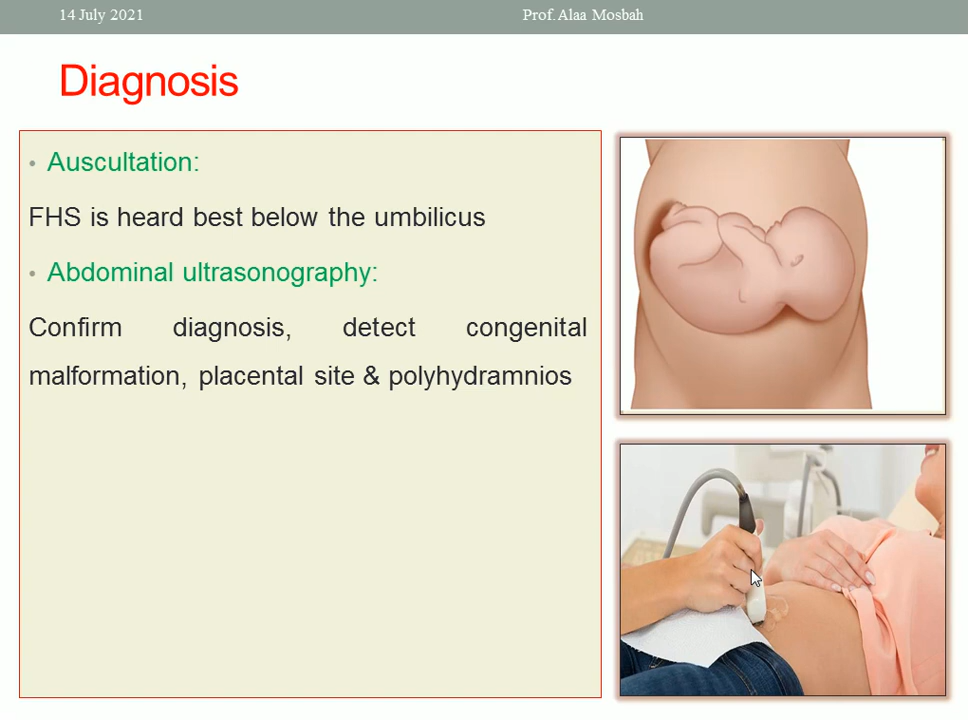 14 July 2021
Prof. Alaa Mosbah
Diagnosis
• Auscultation:
FHS is heard best below the umbilicus
• Abdominal ultrasonography:
Confirm diagnosis, detect congenital
malformation, placental site & polyhydramnios